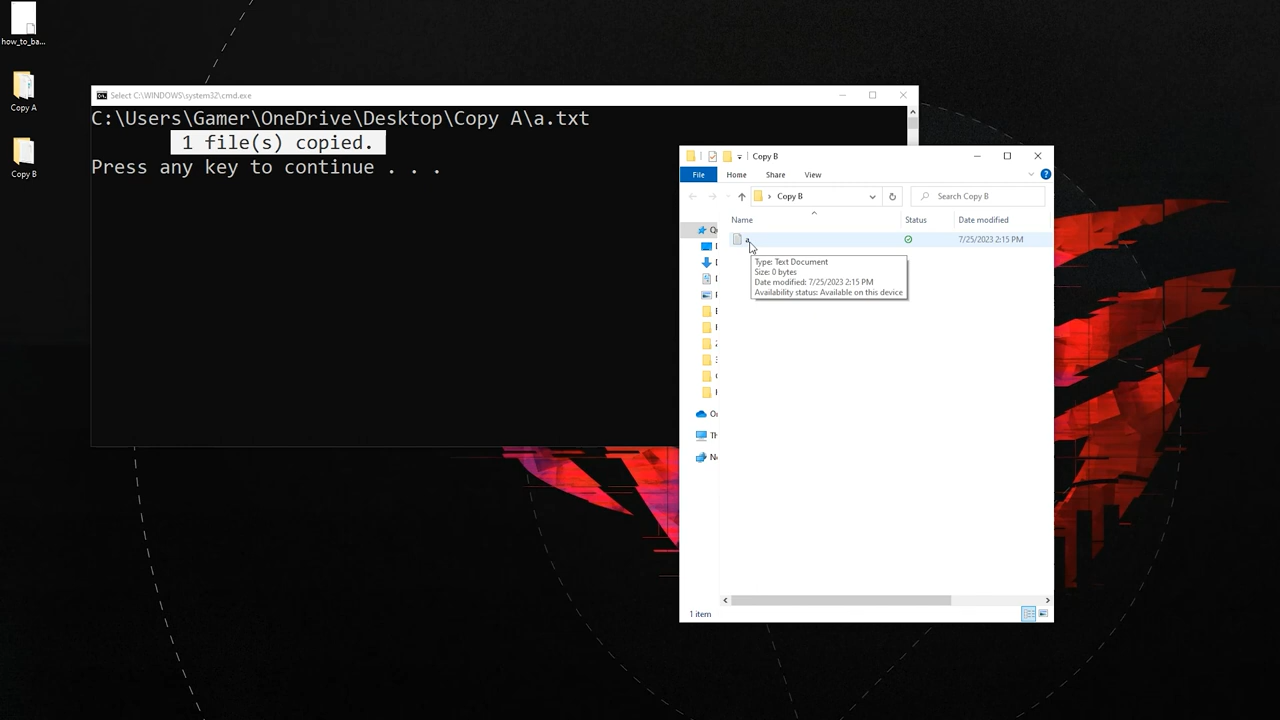 how_to_ba...
Copy A
Copy B
Select C:\WINDOWS\system32\cmd.exe
C:\Users\Gamer\OneDrive\Desktop\Copy A\a.txt
1 file(s) copied.
Press any key to continue . . .
Copy B
File Home Share View
Copy B
Search Copy B
Name Status Date modified
a 7/25/2023 2:15 PM
Type: Text Document
Size: 0 bytes
Date modified: 7/25/2023 2:15 PM
Availability status: Available on this device
1 item